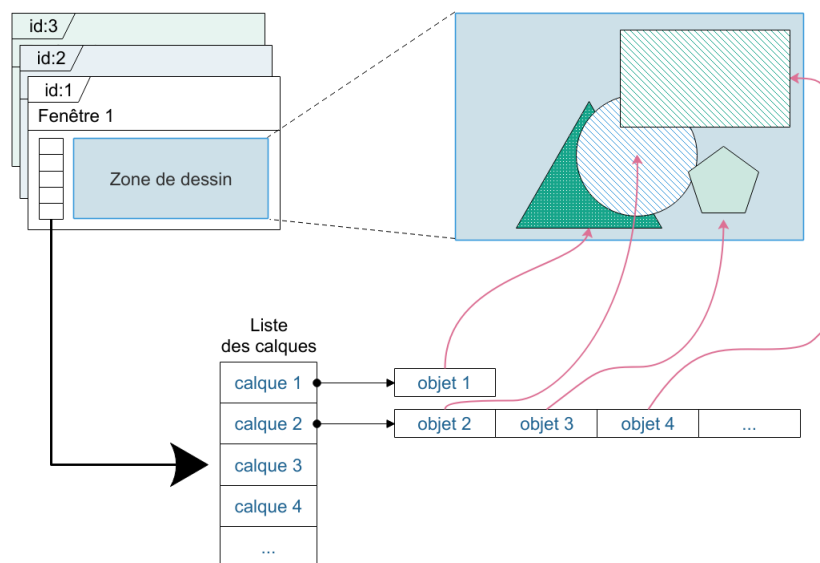 id:3
id:2
id:1
Fenêtre 1
Zone de dessin
Liste
des calques
calque 1
objet 1
calque 2
objet 2
objet 3
objet 4
...
calque 3
calque 4
...